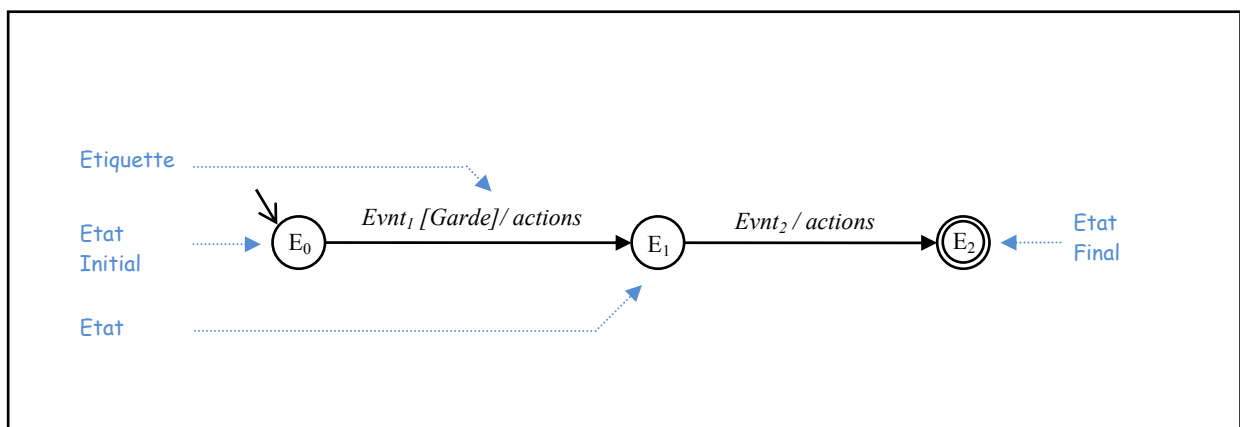 Etiquette
Evnt₁ [Garde]/ actions
Evnt₂ / actions
Etat
Initial
E₀
E₁
E₂
Etat
Final
Etat